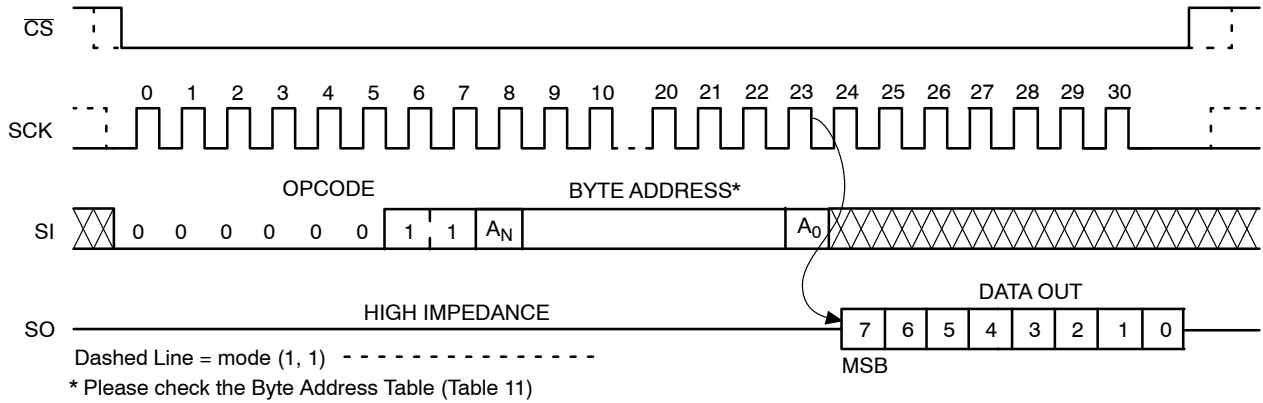 CS
0 1 2 3 4 5 6 7 8 9 10 20 21 22 23 24 25 26 27 28 29 30
SCK
OPCODE BYTE ADDRESS*
SI 0 0 0 0 0 0 1 1 AN A0
DATA OUT
HIGH IMPEDANCE
SO 7 6 5 4 3 2 1 0
Dashed Line = mode (1, 1)
MSB
* Please check the Byte Address Table (Table 11)